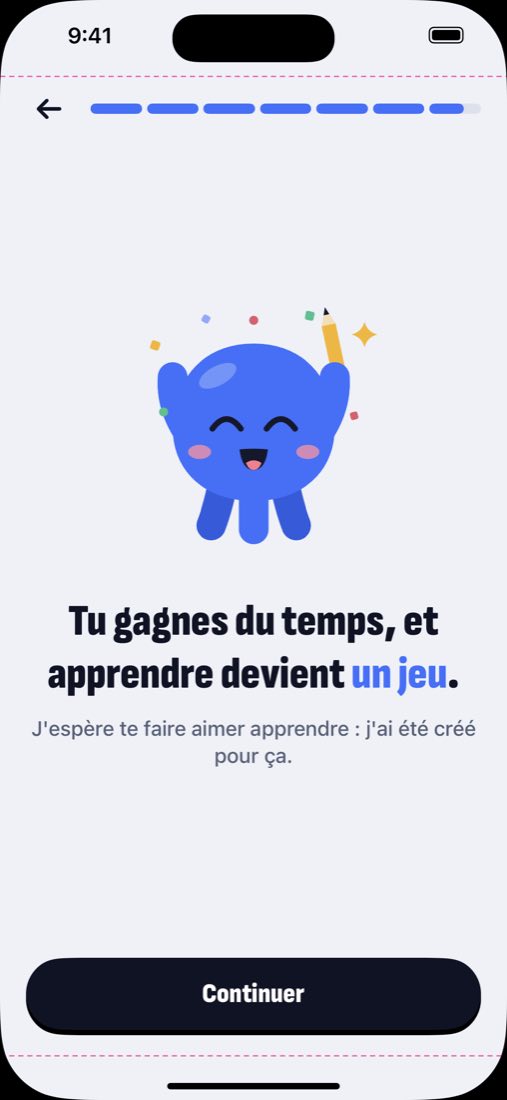 9:41
Tu gagnes du temps, et
apprendre devient un jeu.
J'espère te faire aimer apprendre : j'ai été créé
pour ça.
Continuer